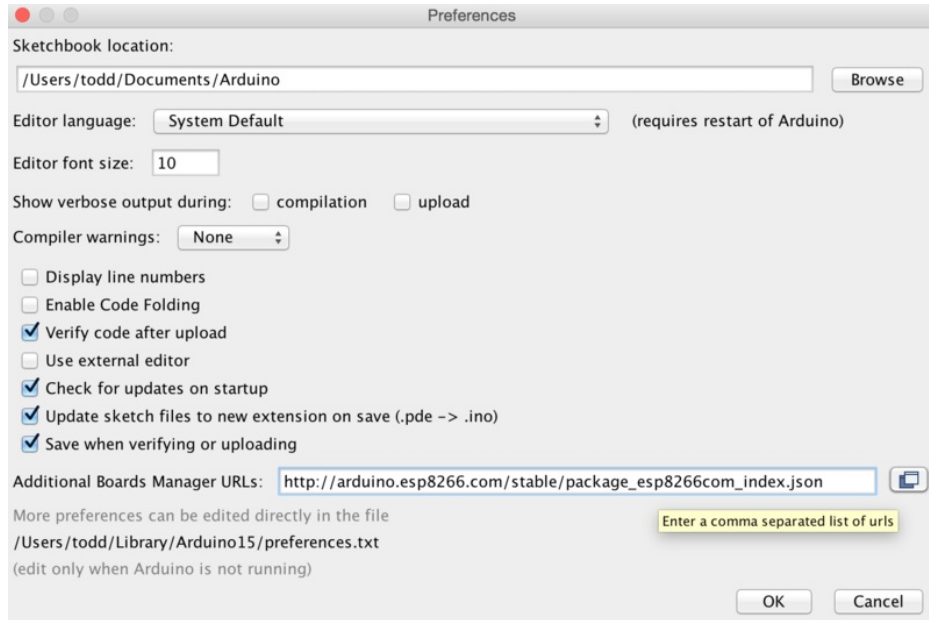 Preferences
Sketchbook location:
/Users/todd/Documents/Arduino Browse
Editor language: System Default (requires restart of Arduino)
Editor font size: 10
Show verbose output during: compilation upload
Compiler warnings: None
Display line numbers
Enable Code Folding
Verify code after upload
Use external editor
Check for updates on startup
Update sketch files to new extension on save (.pde -> .ino)
Save when verifying or uploading
Additional Boards Manager URLs: http://arduino.esp8266.com/stable/package_esp8266com_index.json
More preferences can be edited directly in the file
Enter a comma separated list of urls
/Users/todd/Library/Arduino15/preferences.txt
(edit only when Arduino is not running)
OK Cancel